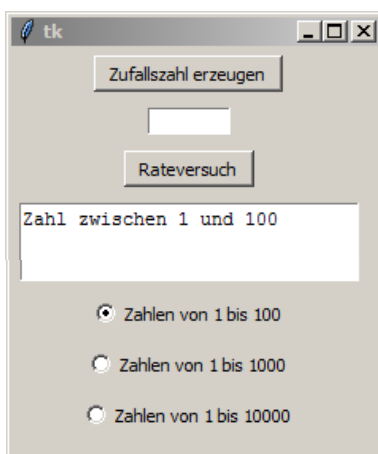 tk
Zufallszahl erzeugen
Rateversuch
Zahl zwischen 1 und 100
Zahlen von 1 bis 100
Zahlen von 1 bis 1000
Zahlen von 1 bis 10000